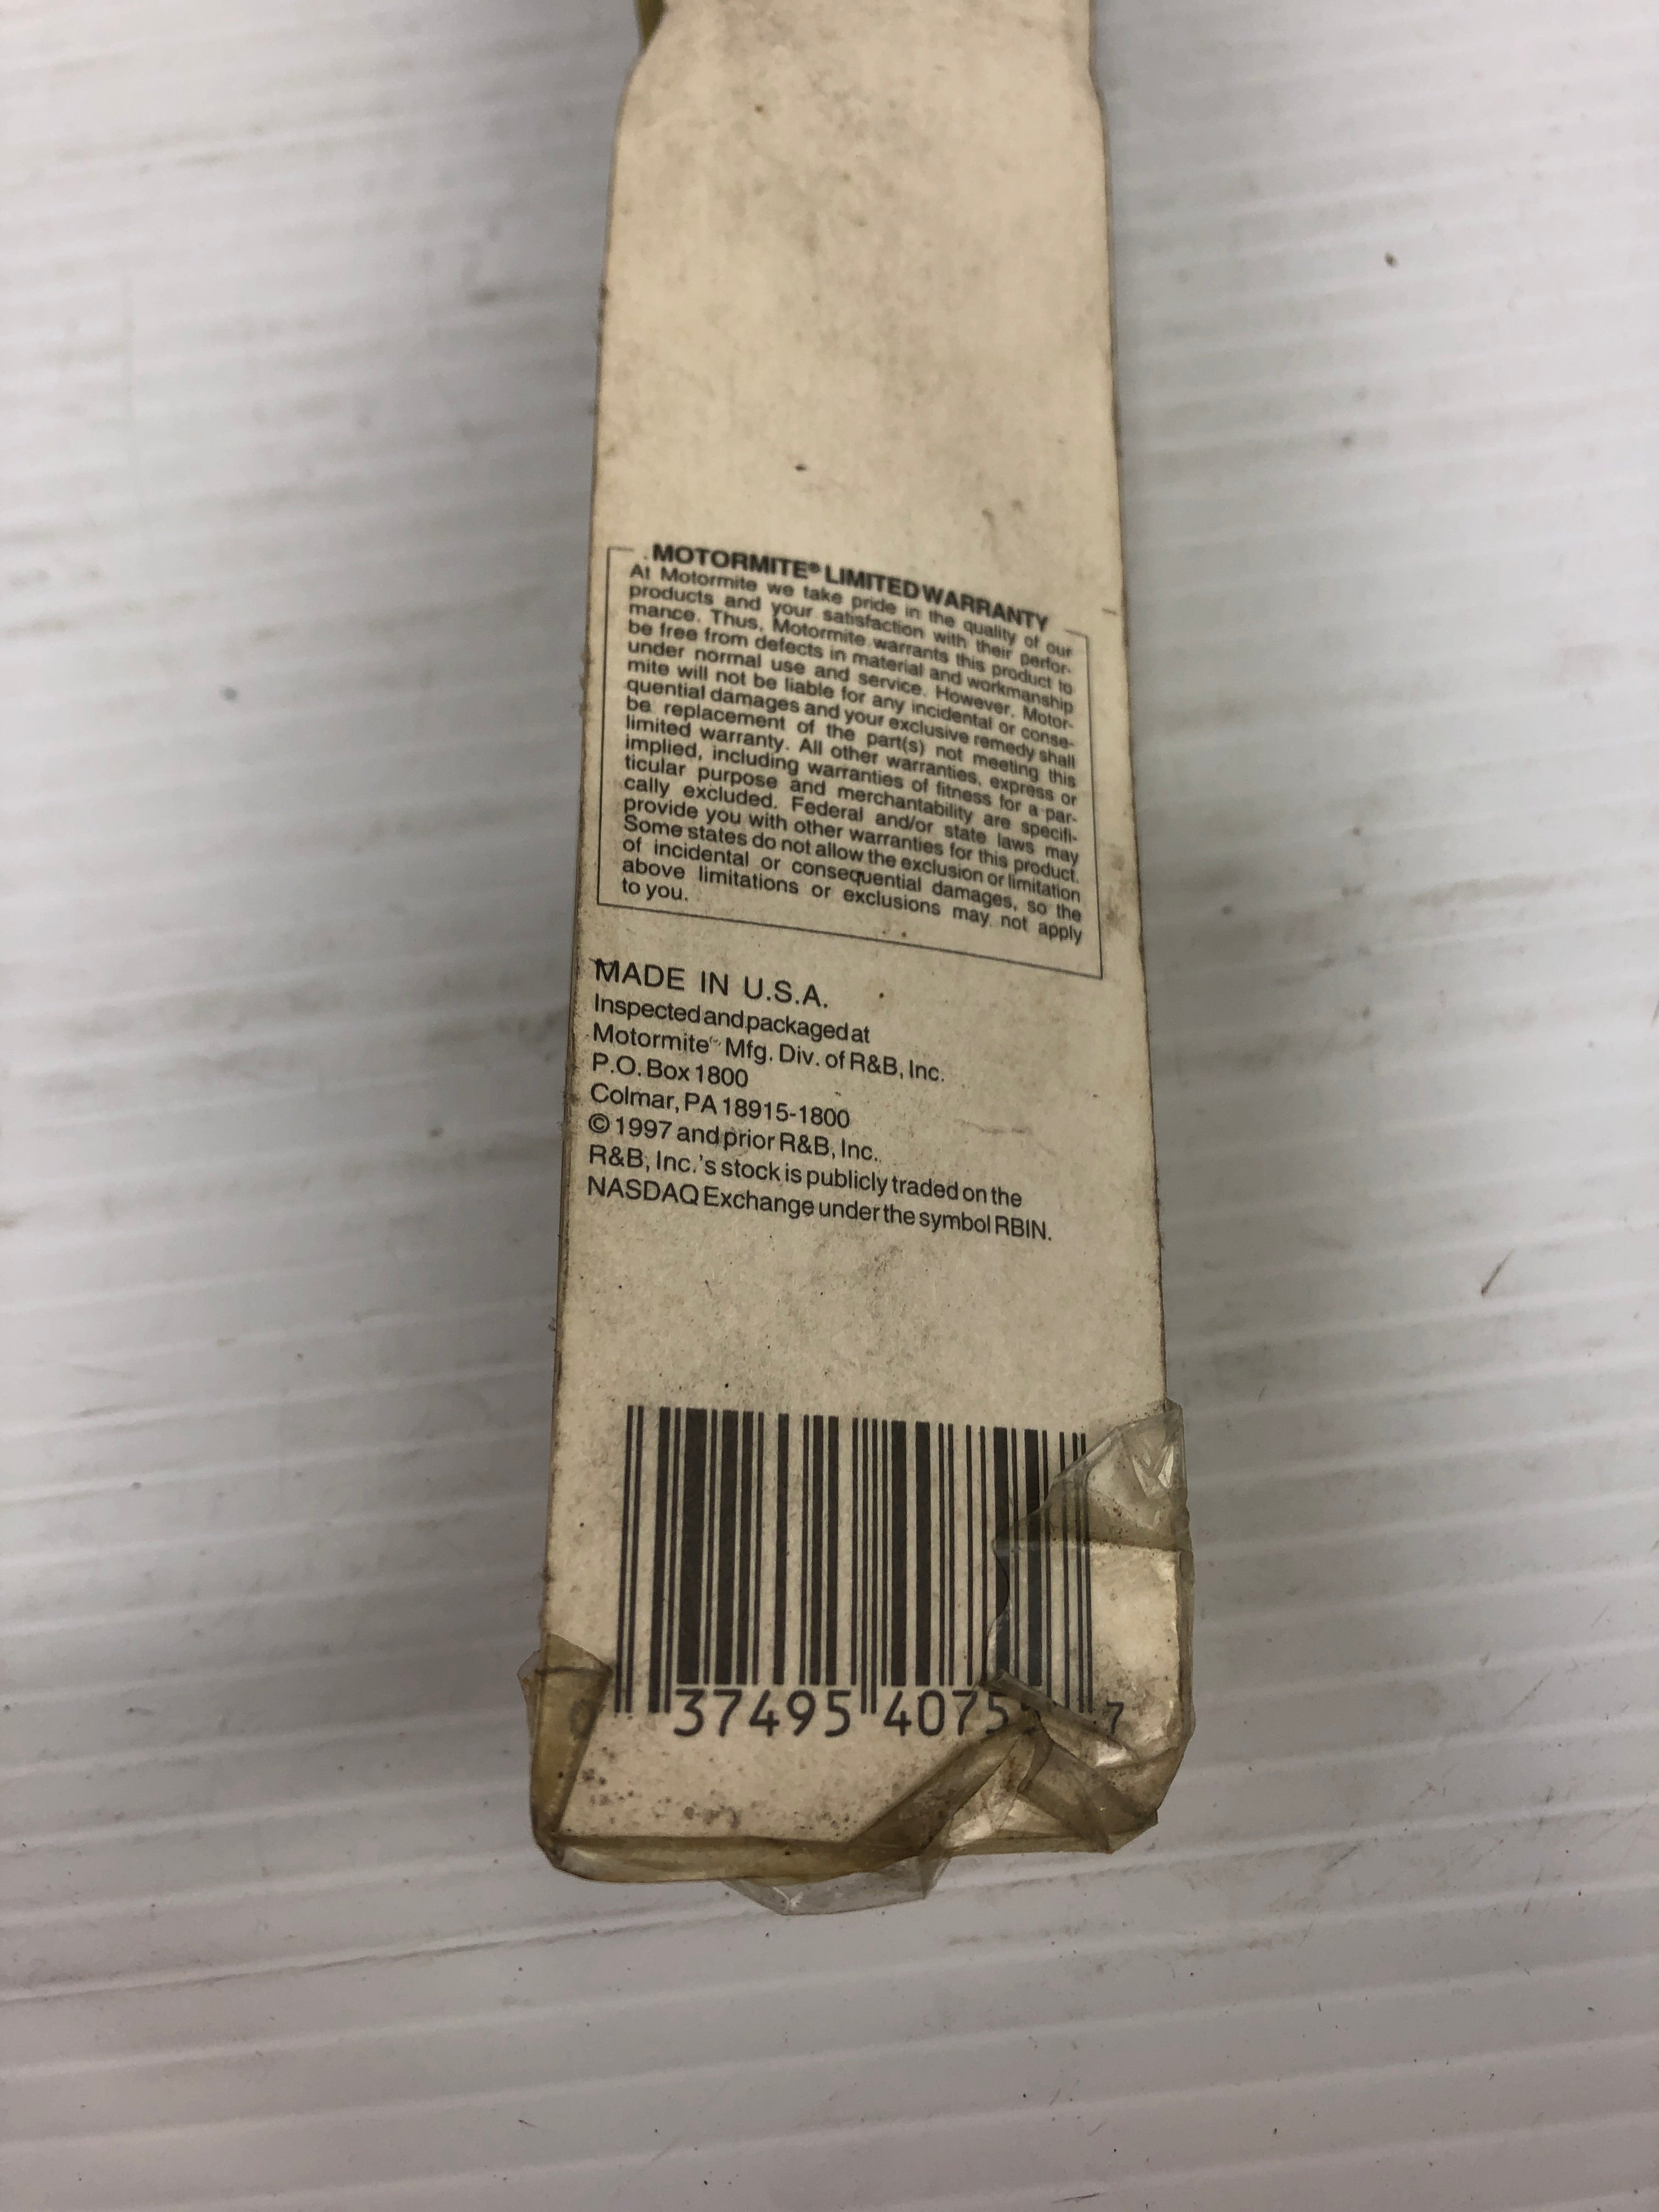 MOTORMITE® LIMITED WARRANTY
At Motormite we take pride in the quality of our
products and your satisfaction with their perfor-
mance. Thus, Motormite warrants this product to
be free from defects in material and workmanship
under normal use and service. However, Motor-
mite will not be liable for any incidental or conse-
quential damages and your exclusive remedy shall
be replacement of the part(s) not meeting this
limited warranty. All other warranties, express or
implied, including warranties of fitness for a par-
ticular purpose and merchantability are specifi-
cally excluded. Federal and/or state laws may
provide you with other warranties for this product.
Some states do not allow the exclusion or limitation
of incidental or consequential damages, so the
above limitations or exclusions may not apply
to you.
MADE IN U.S.A.
Inspected and packaged at
Motormite® Mfg. Div. of R&B, Inc.
P.O. Box 1800
Colmar, PA 18915-1800
© 1997 and prior R&B, Inc.
R&B, Inc.'s stock is publicly traded on the
NASDAQ Exchange under the symbol RBIN.
0 37495 4075 7